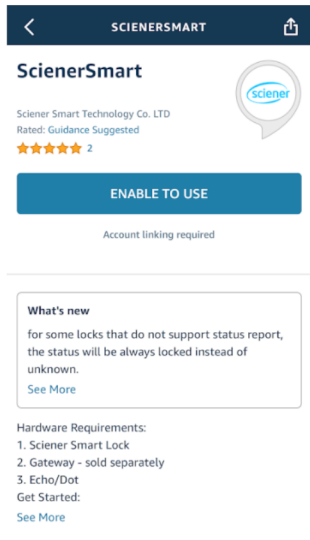 SCIENERSMART
ScienerSmart
sciener
Sciener Smart Technology Co. LTD
Rated: Guidance Suggested
2
ENABLE TO USE
Account linking required
What's new
for some locks that do not support status report,
the status will be always locked instead of
unknown.
See More
Hardware Requirements:
1. Sciener Smart Lock
2. Gateway - sold separately
3. Echo/Dot
Get Started:
See More